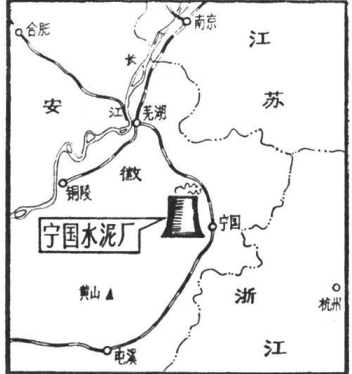 合肥
南京
江
苏
长
江
安
徽
芜湖
铜陵
宁国水泥厂
宁国
黄山
浙
江
杭州
屯溪